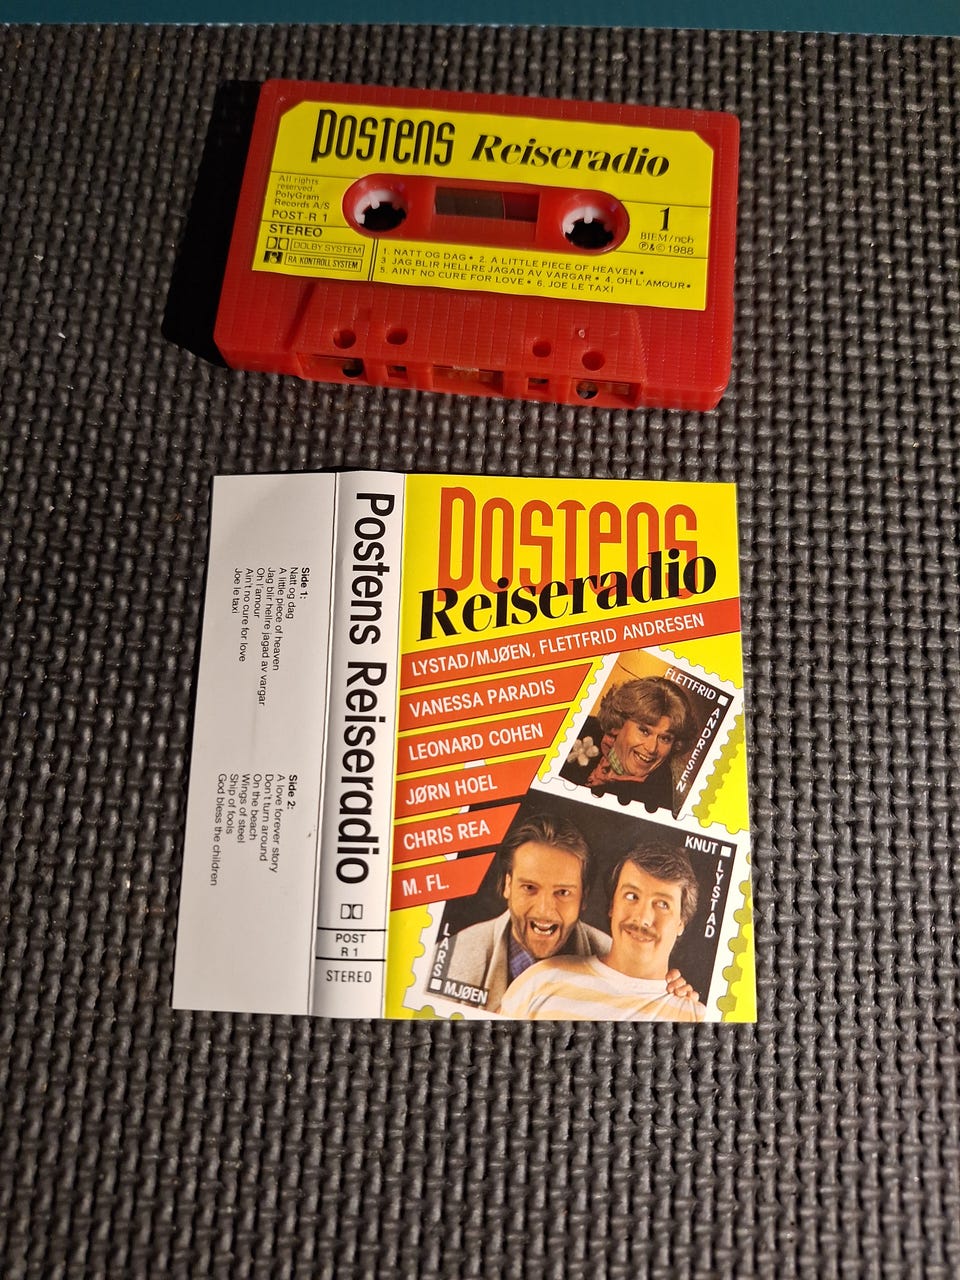 Postens Reiseradio
All rights
reserved.
PolyGram
Records A/S
POST-R 1
STEREO
DOLBY SYSTEM
RA KONTROLL SYSTEM
1
BIEM/ncb
Ⓟ&© 1988
1. NATT OG DAG • 2. A LITTLE PIECE OF HEAVEN •
3 JAG BLIR HELLRE JAGAD AV VARGAR • 4. OH L'AMOUR •
5. AINT NO CURE FOR LOVE • 6. JOE LE TAXI
Side 1:
Natt og dag
A little piece of heaven
Jag blir hellre jagad av vargar
Oh l'amour
Ain't no cure for love
Joe le taxi
Side 2:
A love forever story
Don't turn around
On the beach
Wings of steel
Ship of fools
God bless the children
Postens Reiseradio
POST
R 1
STEREO
Postens
Reiseradio
LYSTAD/MJØEN, FLETTFRID ANDRESEN
VANESSA PARADIS
LEONARD COHEN
JØRN HOEL
CHRIS REA
M. FL.
FLETTFRID ANDRESEN
KNUT LYSTAD
LARS MJØEN